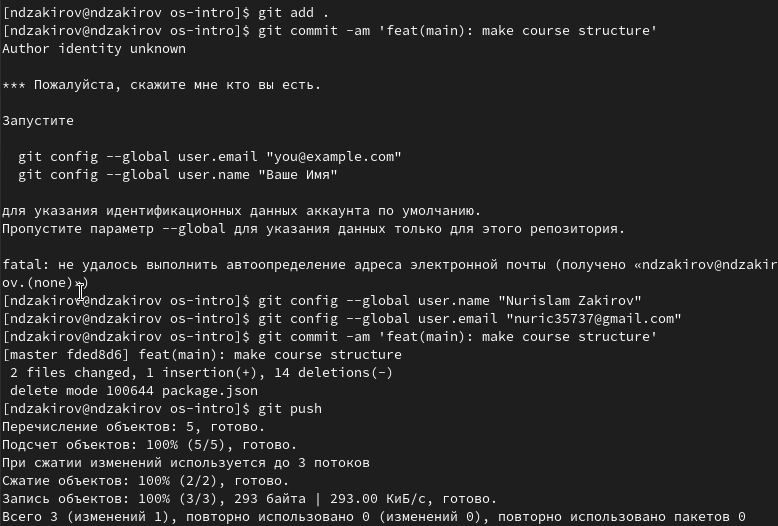 [ndzakirov@ndzakirov os-intro]$ git add .
[ndzakirov@ndzakirov os-intro]$ git commit -am 'feat(main): make course structure'
Author identity unknown
*** Пожалуйста, скажите мне кто вы есть.
Запустите
git config --global user.email "you@example.com"
git config --global user.name "Ваше Имя"
для указания идентификационных данных аккаунта по умолчанию.
Пропустите параметр --global для указания данных только для этого репозитория.
fatal: не удалось выполнить автоопределение адреса электронной почты (получено «ndzakirov@ndzakir
ov.(none)»)
[ndzakirov@ndzakirov os-intro]$ git config --global user.name "Nurislam Zakirov"
[ndzakirov@ndzakirov os-intro]$ git config --global user.email "nuric35737@gmail.com"
[ndzakirov@ndzakirov os-intro]$ git commit -am 'feat(main): make course structure'
[master fded8d6] feat(main): make course structure
2 files changed, 1 insertion(+), 14 deletions(-)
delete mode 100644 package.json
[ndzakirov@ndzakirov os-intro]$ git push
Перечисление объектов: 5, готово.
Подсчет объектов: 100% (5/5), готово.
При сжатии изменений используется до 3 потоков
Сжатие объектов: 100% (2/2), готово.
Запись объектов: 100% (3/3), 293 байта | 293.00 КиБ/с, готово.
Всего 3 (изменений 1), повторно использовано 0 (изменений 0), повторно использовано пакетов 0